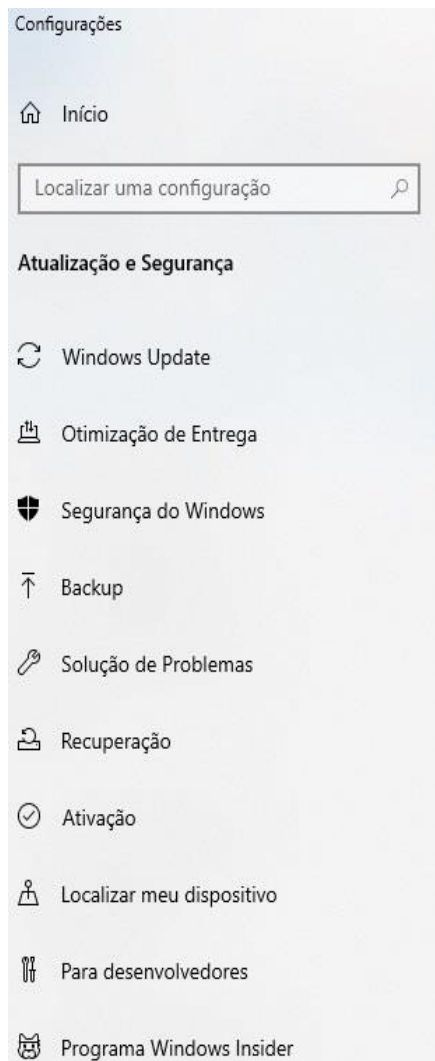 Configurações
Início
Localizar uma configuração
Atualização e Segurança
Windows Update
Otimização de Entrega
Segurança do Windows
Backup
Solução de Problemas
Recuperação
Ativação
Localizar meu dispositivo
Para desenvolvedores
Programa Windows Insider